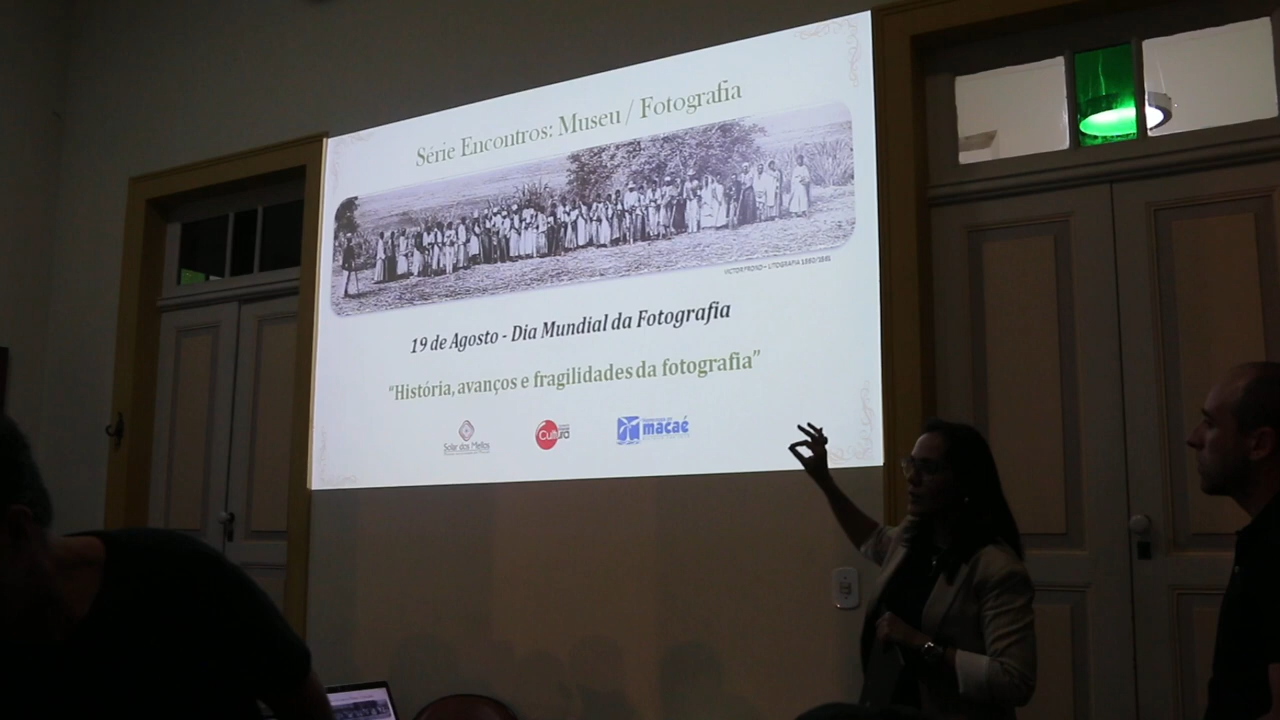 Série Encontros: Museu / Fotografia
19 de Agosto - Dia Mundial da Fotografia
"História, avanços e fragilidades da fotografia"
Solar dos Mellos
Cultura
macaé